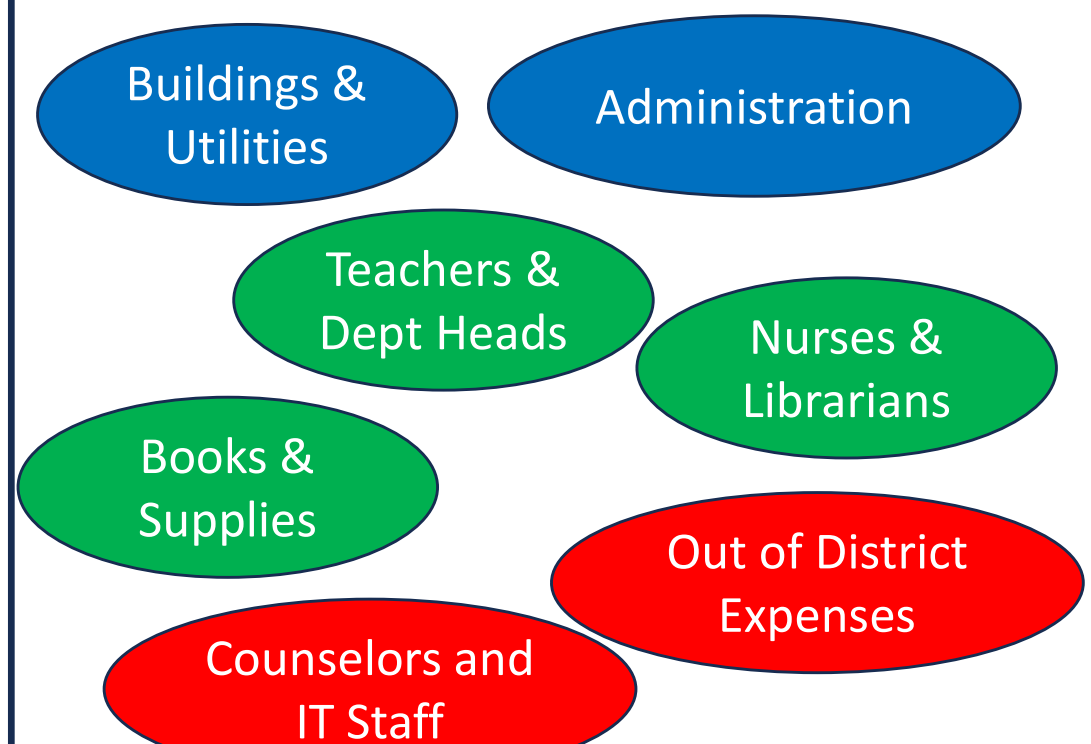 Buildings &
Utilities
Administration
Teachers &
Dept Heads
Nurses &
Librarians
Books &
Supplies
Out of District
Expenses
Counselors and
IT Staff